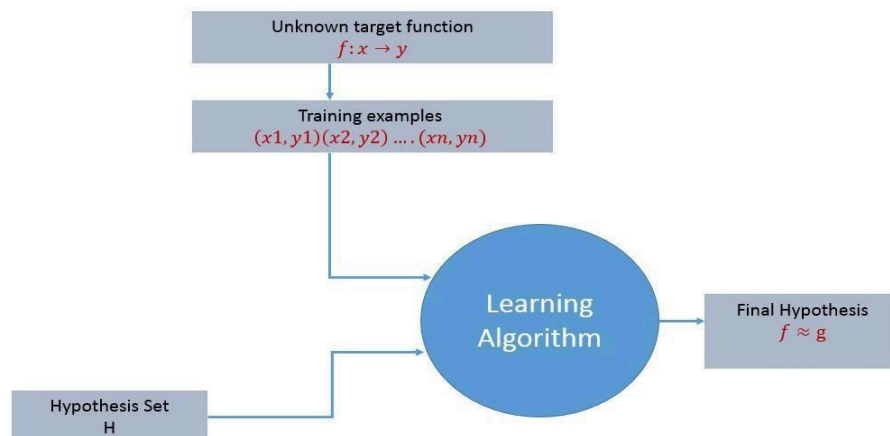 Unknown target function
f: x → y
Training examples
(x1, y1)(x2, y2) .... (xn, yn)
Learning
Algorithm
Final Hypothesis
f ≈ g
Hypothesis Set
H